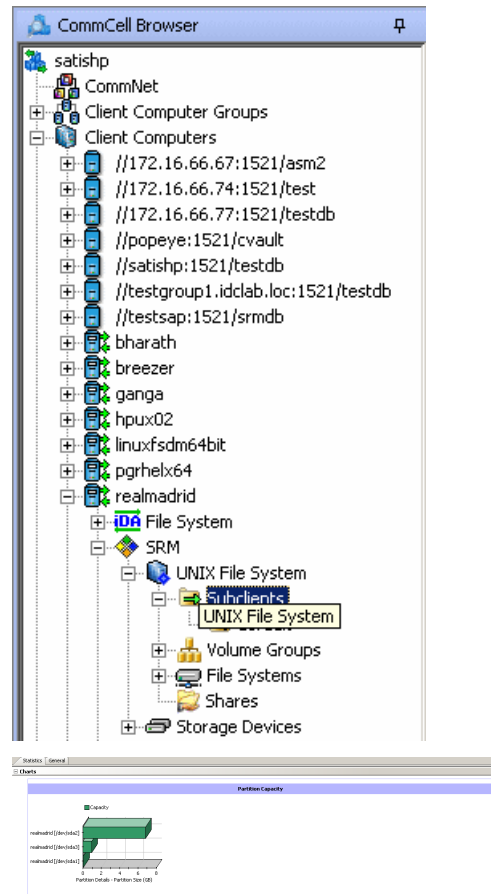 CommCell Browser
satishp
CommNet
Client Computer Groups
Client Computers
//172.16.66.67:1521/asm2
//172.16.66.74:1521/test
//172.16.66.77:1521/testdb
//popeye:1521/cvault
//satishp:1521/testdb
//testgroup1.idclab.loc:1521/testdb
//testsap:1521/srmdb
bharath
breezer
ganga
hpux02
linuxfsdm64bit
pgrhelx64
realmadrid
iDA File System
SRM
UNIX File System
Subclients
UNIX File System
Volume Groups
File Systems
Shares
Storage Devices
Statistics General
Charts
Partition Capacity
Capacity
realmadrid [/dev/sda2]
realmadrid [/dev/sda3]
realmadrid [/dev/sda1]
0 2 4 6 8
Partition Details - Partition Size (GB)